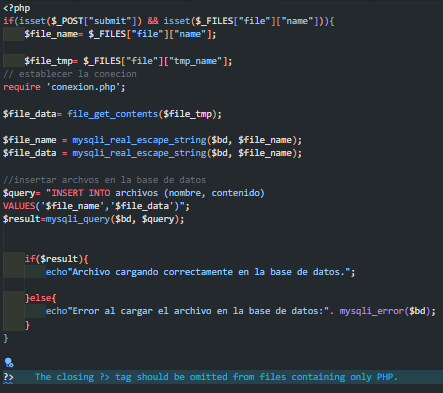 <?php
if(isset($_POST["submit"]) && isset($_FILES["file"]["name"])){
$file_name= $_FILES["file"]["name"];
$file_tmp= $_FILES["file"]["tmp_name"];
// establecer la conecion
require 'conexion.php';
$file_data= file_get_contents($file_tmp);
$file_name = mysqli_real_escape_string($bd, $file_name);
$file_data = mysqli_real_escape_string($bd, $file_name);
//insertar archvos en la base de datos
$query= "INSERT INTO archivos (nombre, contenido)
VALUES('$file_name','$file_data')";
$result=mysqli_query($bd, $query);
if($result){
echo"Archivo cargando correctamente en la base de datos.";
}else{
echo"Error al cargar el archivo en la base de datos:". mysqli_error($bd);
}
}
?> The closing ?> tag should be omitted from files containing only PHP.